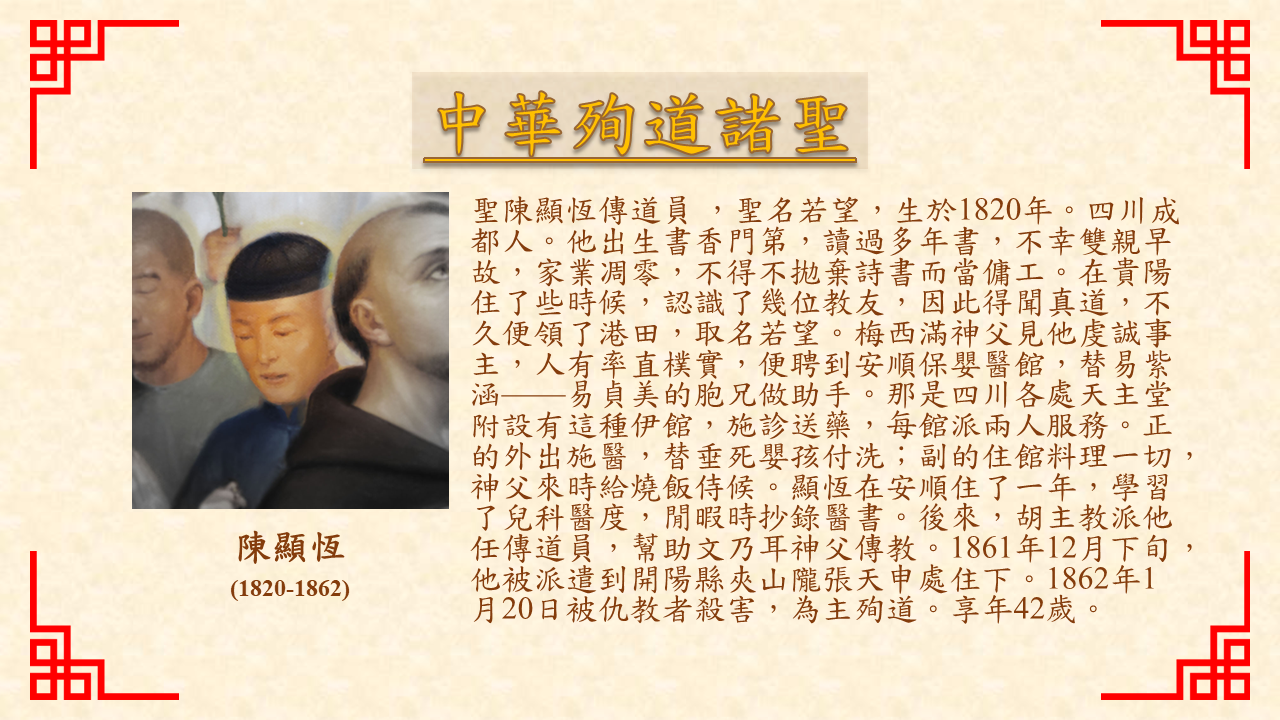 中華殉道諸聖
聖陳顯恆傳道員 ，聖名若望，生於1820年。四川成
都人。他出生書香門第，讀過多年書，不幸雙親早
故，家業凋零，不得不拋棄詩書而當傭工。在貴陽
住了些時候，認識了幾位教友，因此得聞真道，不
久便領了港田，取名若望。梅西滿神父見他虔誠事
主，人有率直樸實，便聘到安順保嬰醫館，替易紫
涵——易貞美的胞兄做助手。那是四川各處天主堂
附設有這種伊館，施診送藥，每館派兩人服務。正
的外出施醫，替垂死嬰孩付洗；副的住館料理一切，
神父來時給燒飯侍候。顯恆在安順住了一年，學習
了兒科醫度，閒暇時抄錄醫書。後來，胡主教派他
任傳道員，幫助文乃耳神父傳教。1861年12月下旬，
他被派遣到開陽縣夾山隴張天申處住下。1862年1
月20日被仇教者殺害，為主殉道。享年42歲。
陳顯恆
(1820-1862)